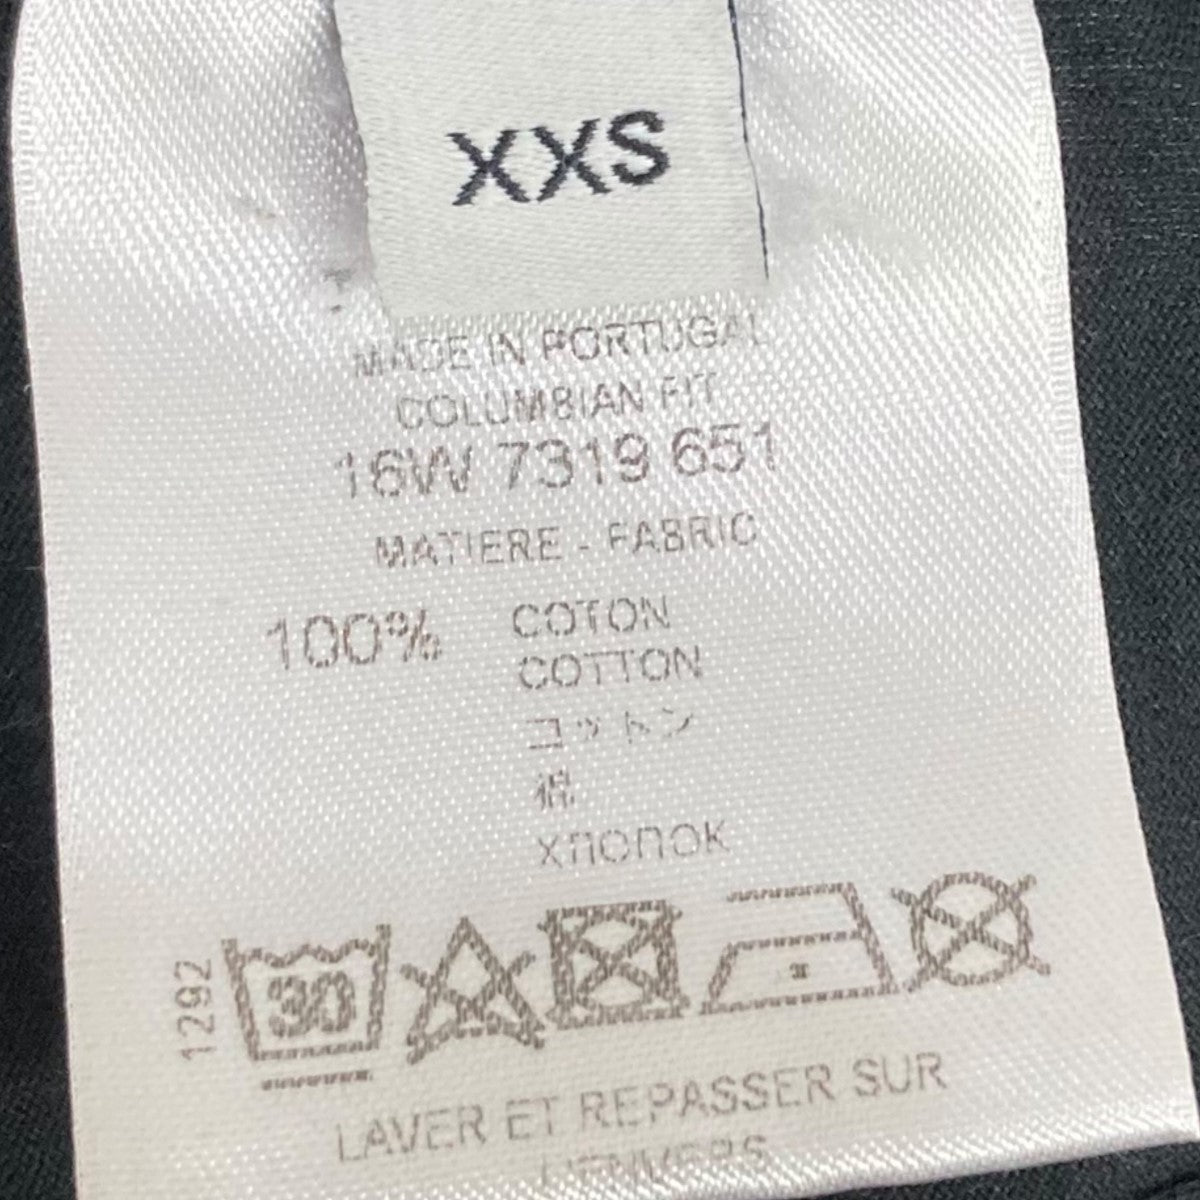 XXS
MADE IN PORTUGAL
COLUMBIAN FIT
16W 7319 651
MATIERE - FABRIC
100% COTON
COTTON
コットン
棉
хлопок
30
1292
LAVER ET REPASSER SUR
L'ENVERS